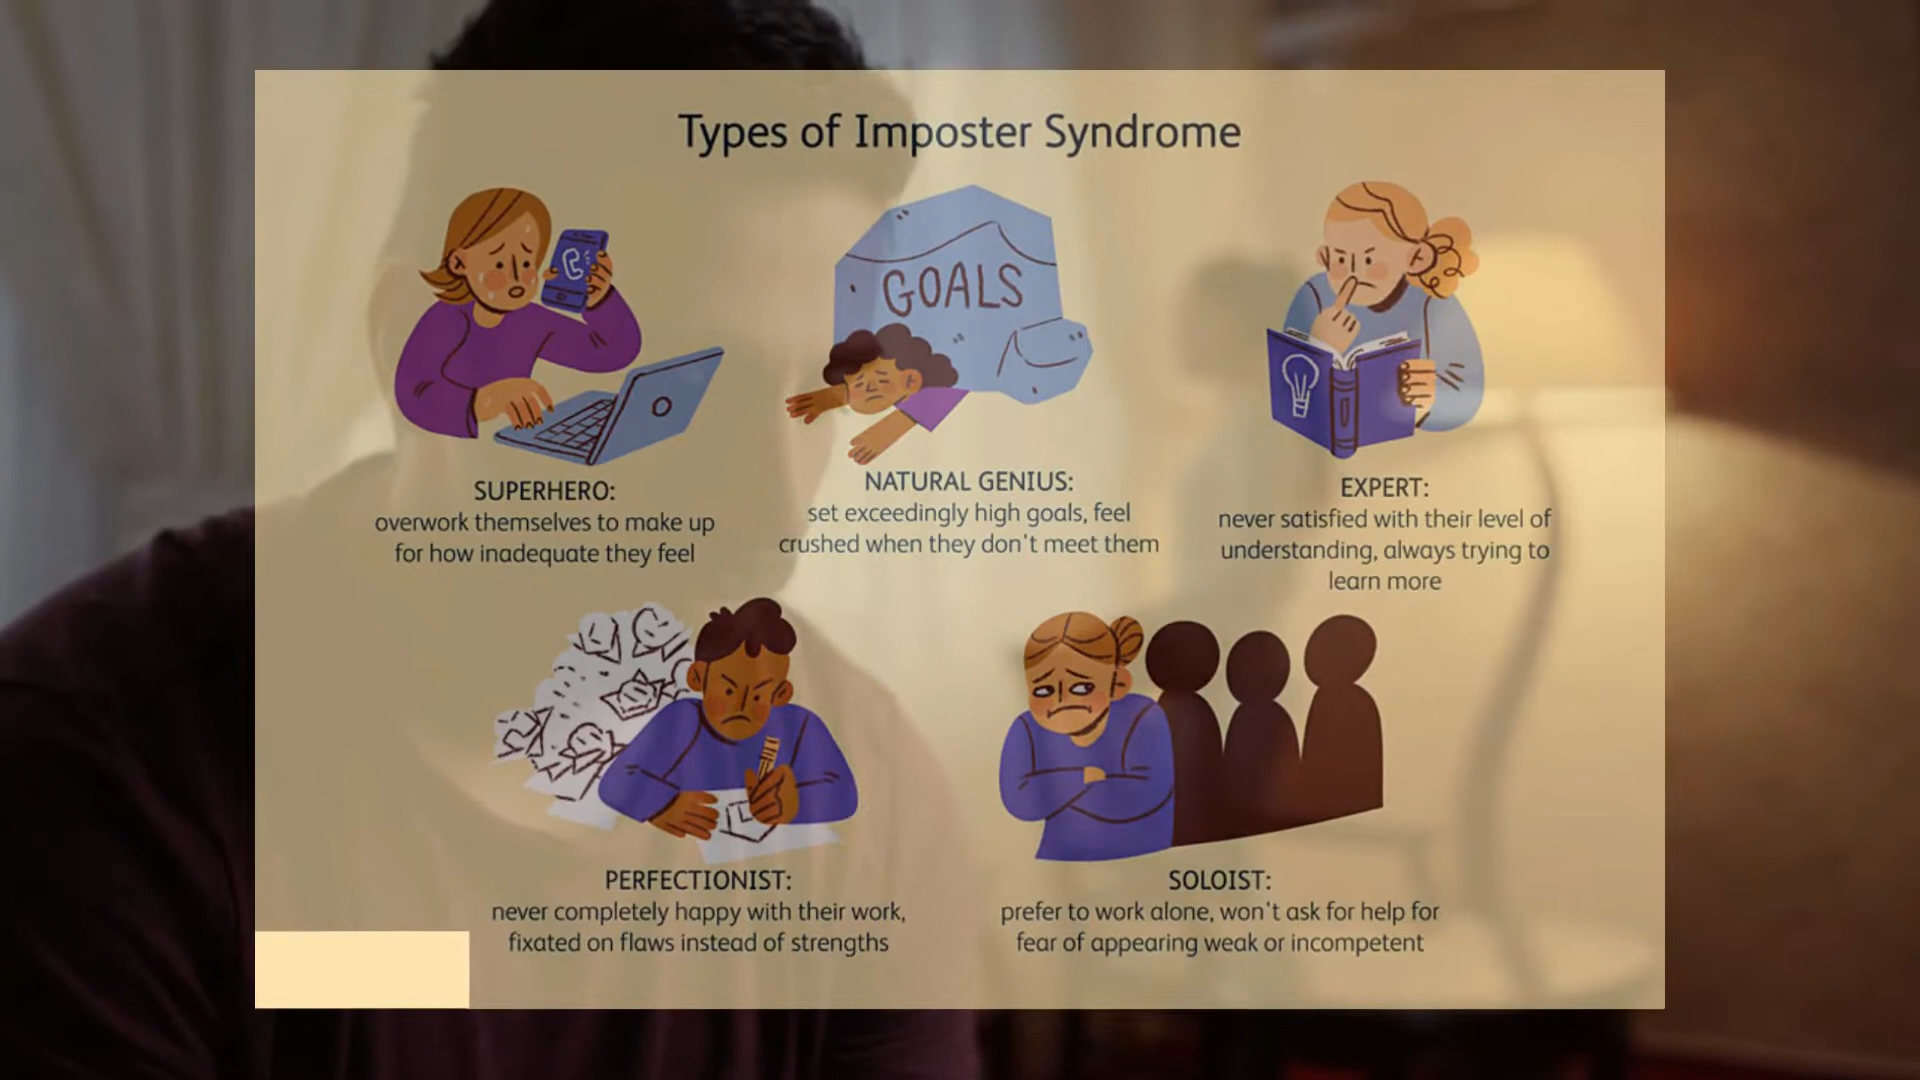 Types of Imposter Syndrome
GOALS
SUPERHERO:
overwork themselves to make up
for how inadequate they feel
NATURAL GENIUS:
set exceedingly high goals, feel
crushed when they don't meet them
EXPERT:
never satisfied with their level of
understanding, always trying to
learn more
PERFECTIONIST:
never completely happy with their work,
fixated on flaws instead of strengths
SOLOIST:
prefer to work alone, won't ask for help for
fear of appearing weak or incompetent